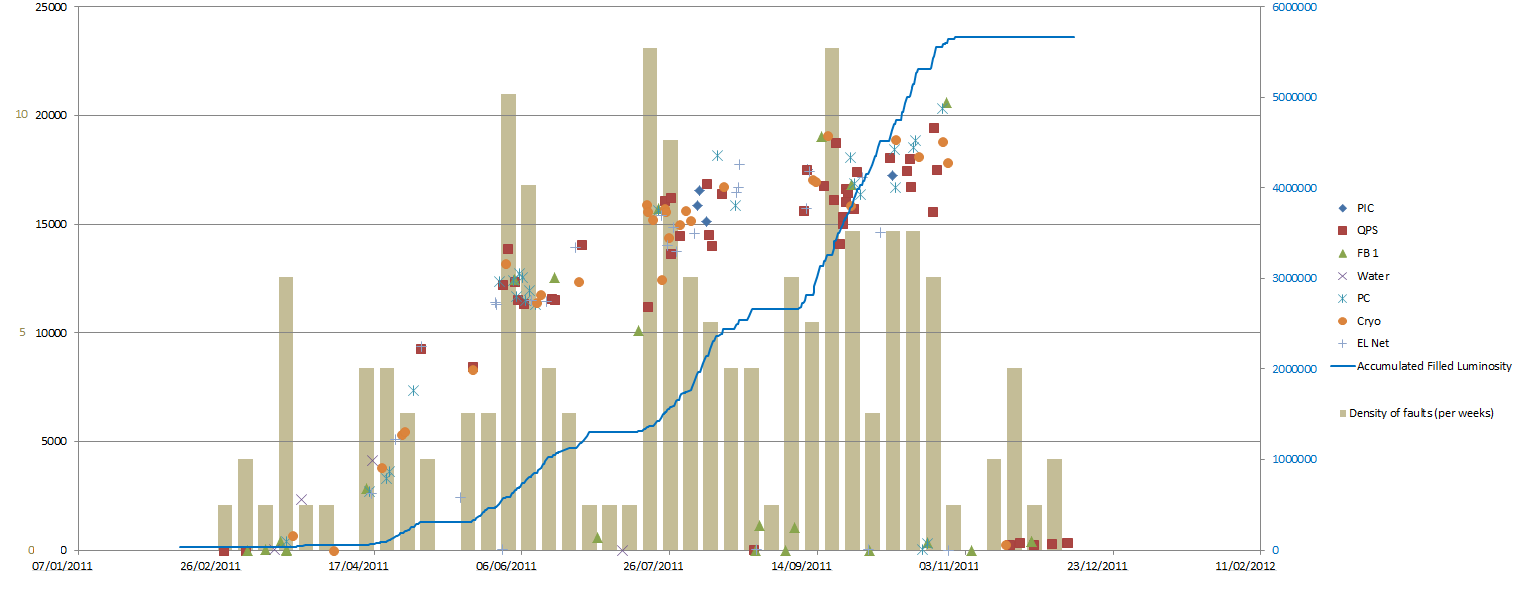 25000
20000
15000
10000
5000
0
10
5
0
6000000
5000000
4000000
3000000
2000000
1000000
0
07/01/2011 26/02/2011 17/04/2011 06/06/2011 26/07/2011 14/09/2011 03/11/2011 23/12/2011 11/02/2012
PIC
QPS
FB 1
Water
PC
Cryo
EL Net
Accumulated Filled Luminosity
Density of faults (per weeks)